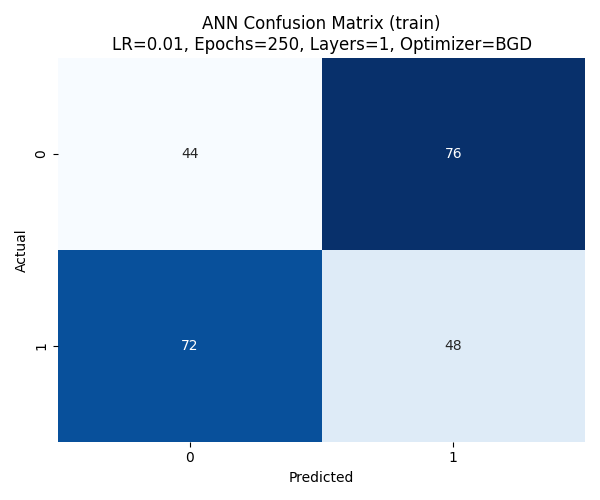 ANN Confusion Matrix (train)
LR=0.01, Epochs=250, Layers=1, Optimizer=BGD
Actual
0
44
76
1
72
48
0
1
Predicted